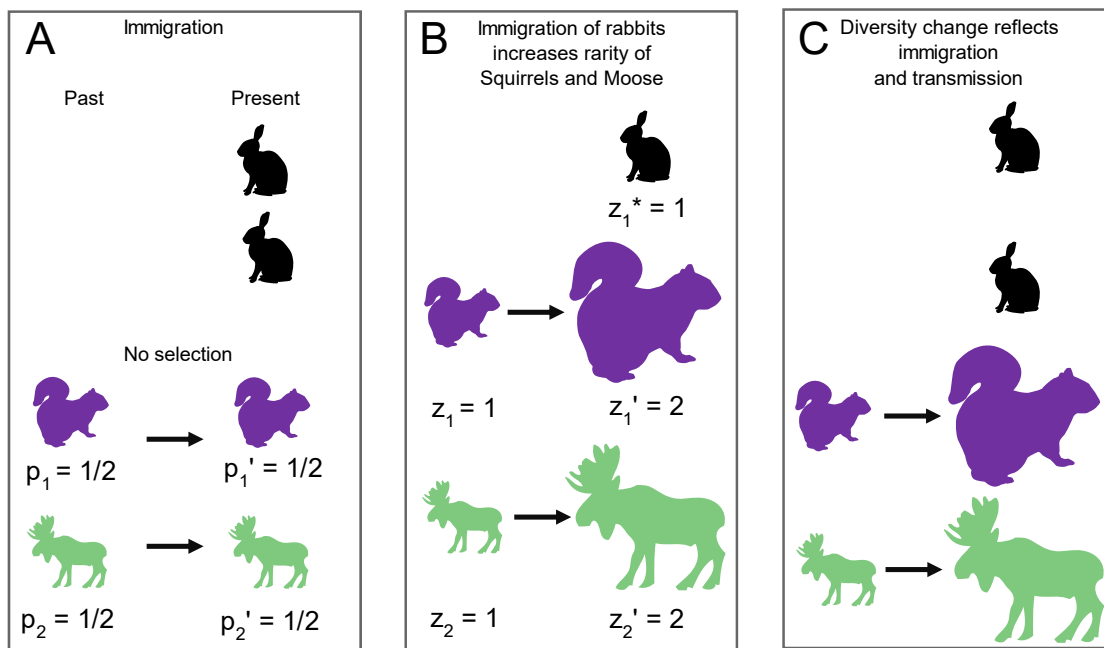 A
Immigration
Past
Present
No selection
p₁ = 1/2
p₁' = 1/2
p₂ = 1/2
p₂' = 1/2
B
Immigration of rabbits
increases rarity of
Squirrels and Moose
z₁* = 1
z₁ = 1
z₁' = 2
z₂ = 1
z₂' = 2
C
Diversity change reflects
immigration
and transmission